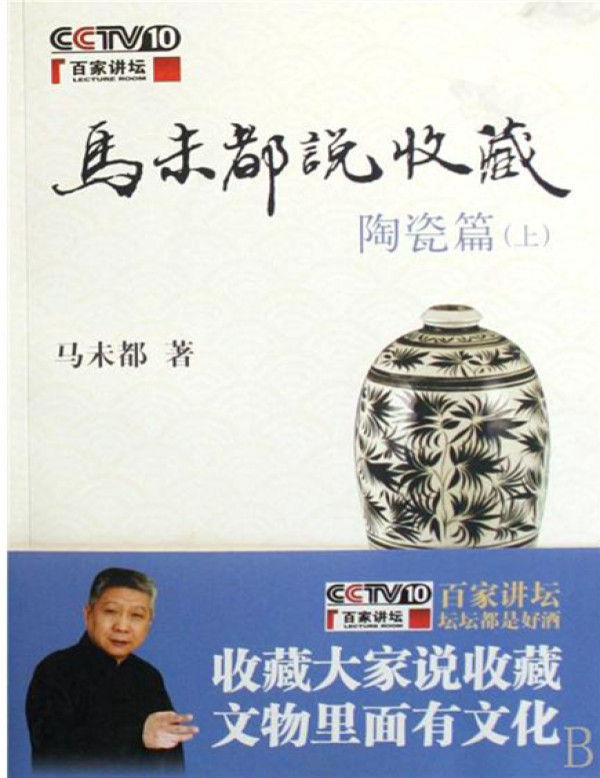 CCTV10
百家讲坛
LECTURE ROOM
馬未都説收藏
陶瓷篇(上)
马未都 著
CCTV10
百家讲坛
LECTURE ROOM
百家讲坛
坛坛都是好酒
收藏大家说收藏
文物里面有文化
B